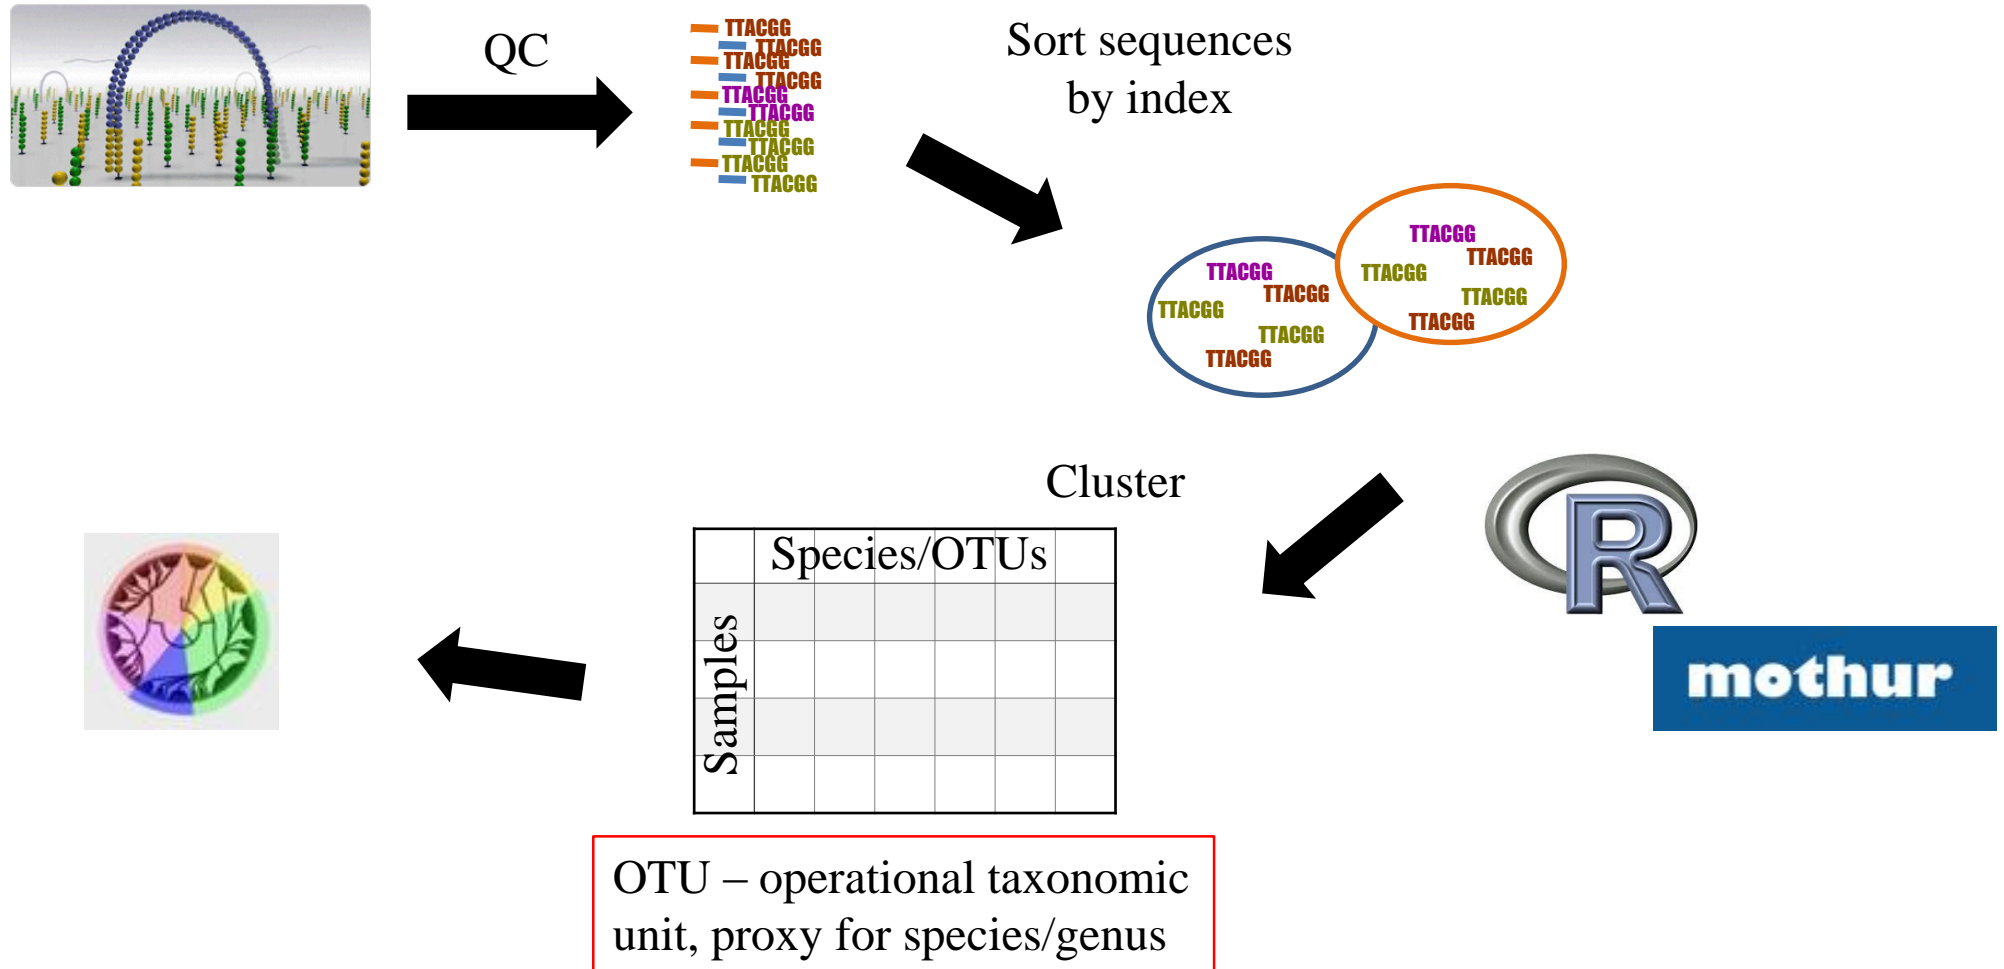 QC
TTACGG
TTACGG
TTACGG
TTACGG
TTACGG
TTACGG
TTACGG
TTACGG
TTACGG
TTACGG
Sort sequences
by index
TTACGG
TTACGG
TTACGG
TTACGG
TTACGG
TTACGG
TTACGG
TTACGG
TTACGG
TTACGG
Cluster
R
mothur
Species/OTUs
Samples
OTU – operational taxonomic
unit, proxy for species/genus